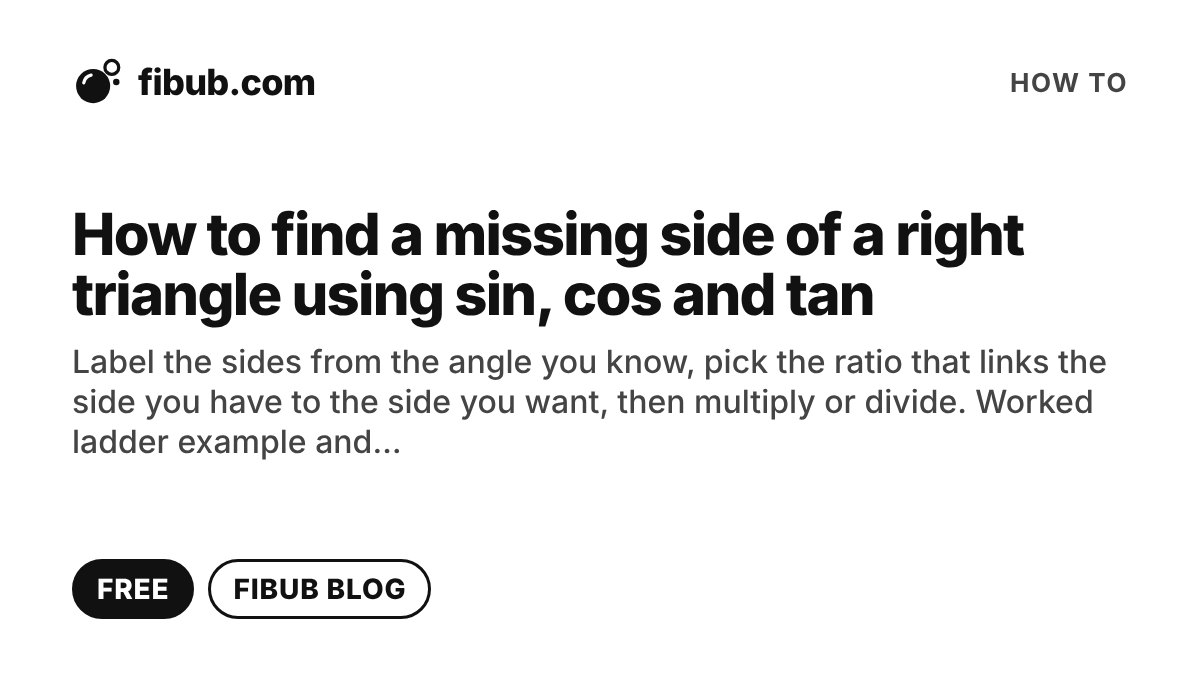 fibub.com
HOW TO
How to find a missing side of a right
triangle using sin, cos and tan
Label the sides from the angle you know, pick the ratio that links the
side you have to the side you want, then multiply or divide. Worked
ladder example and...
FREE
FIBUB BLOG